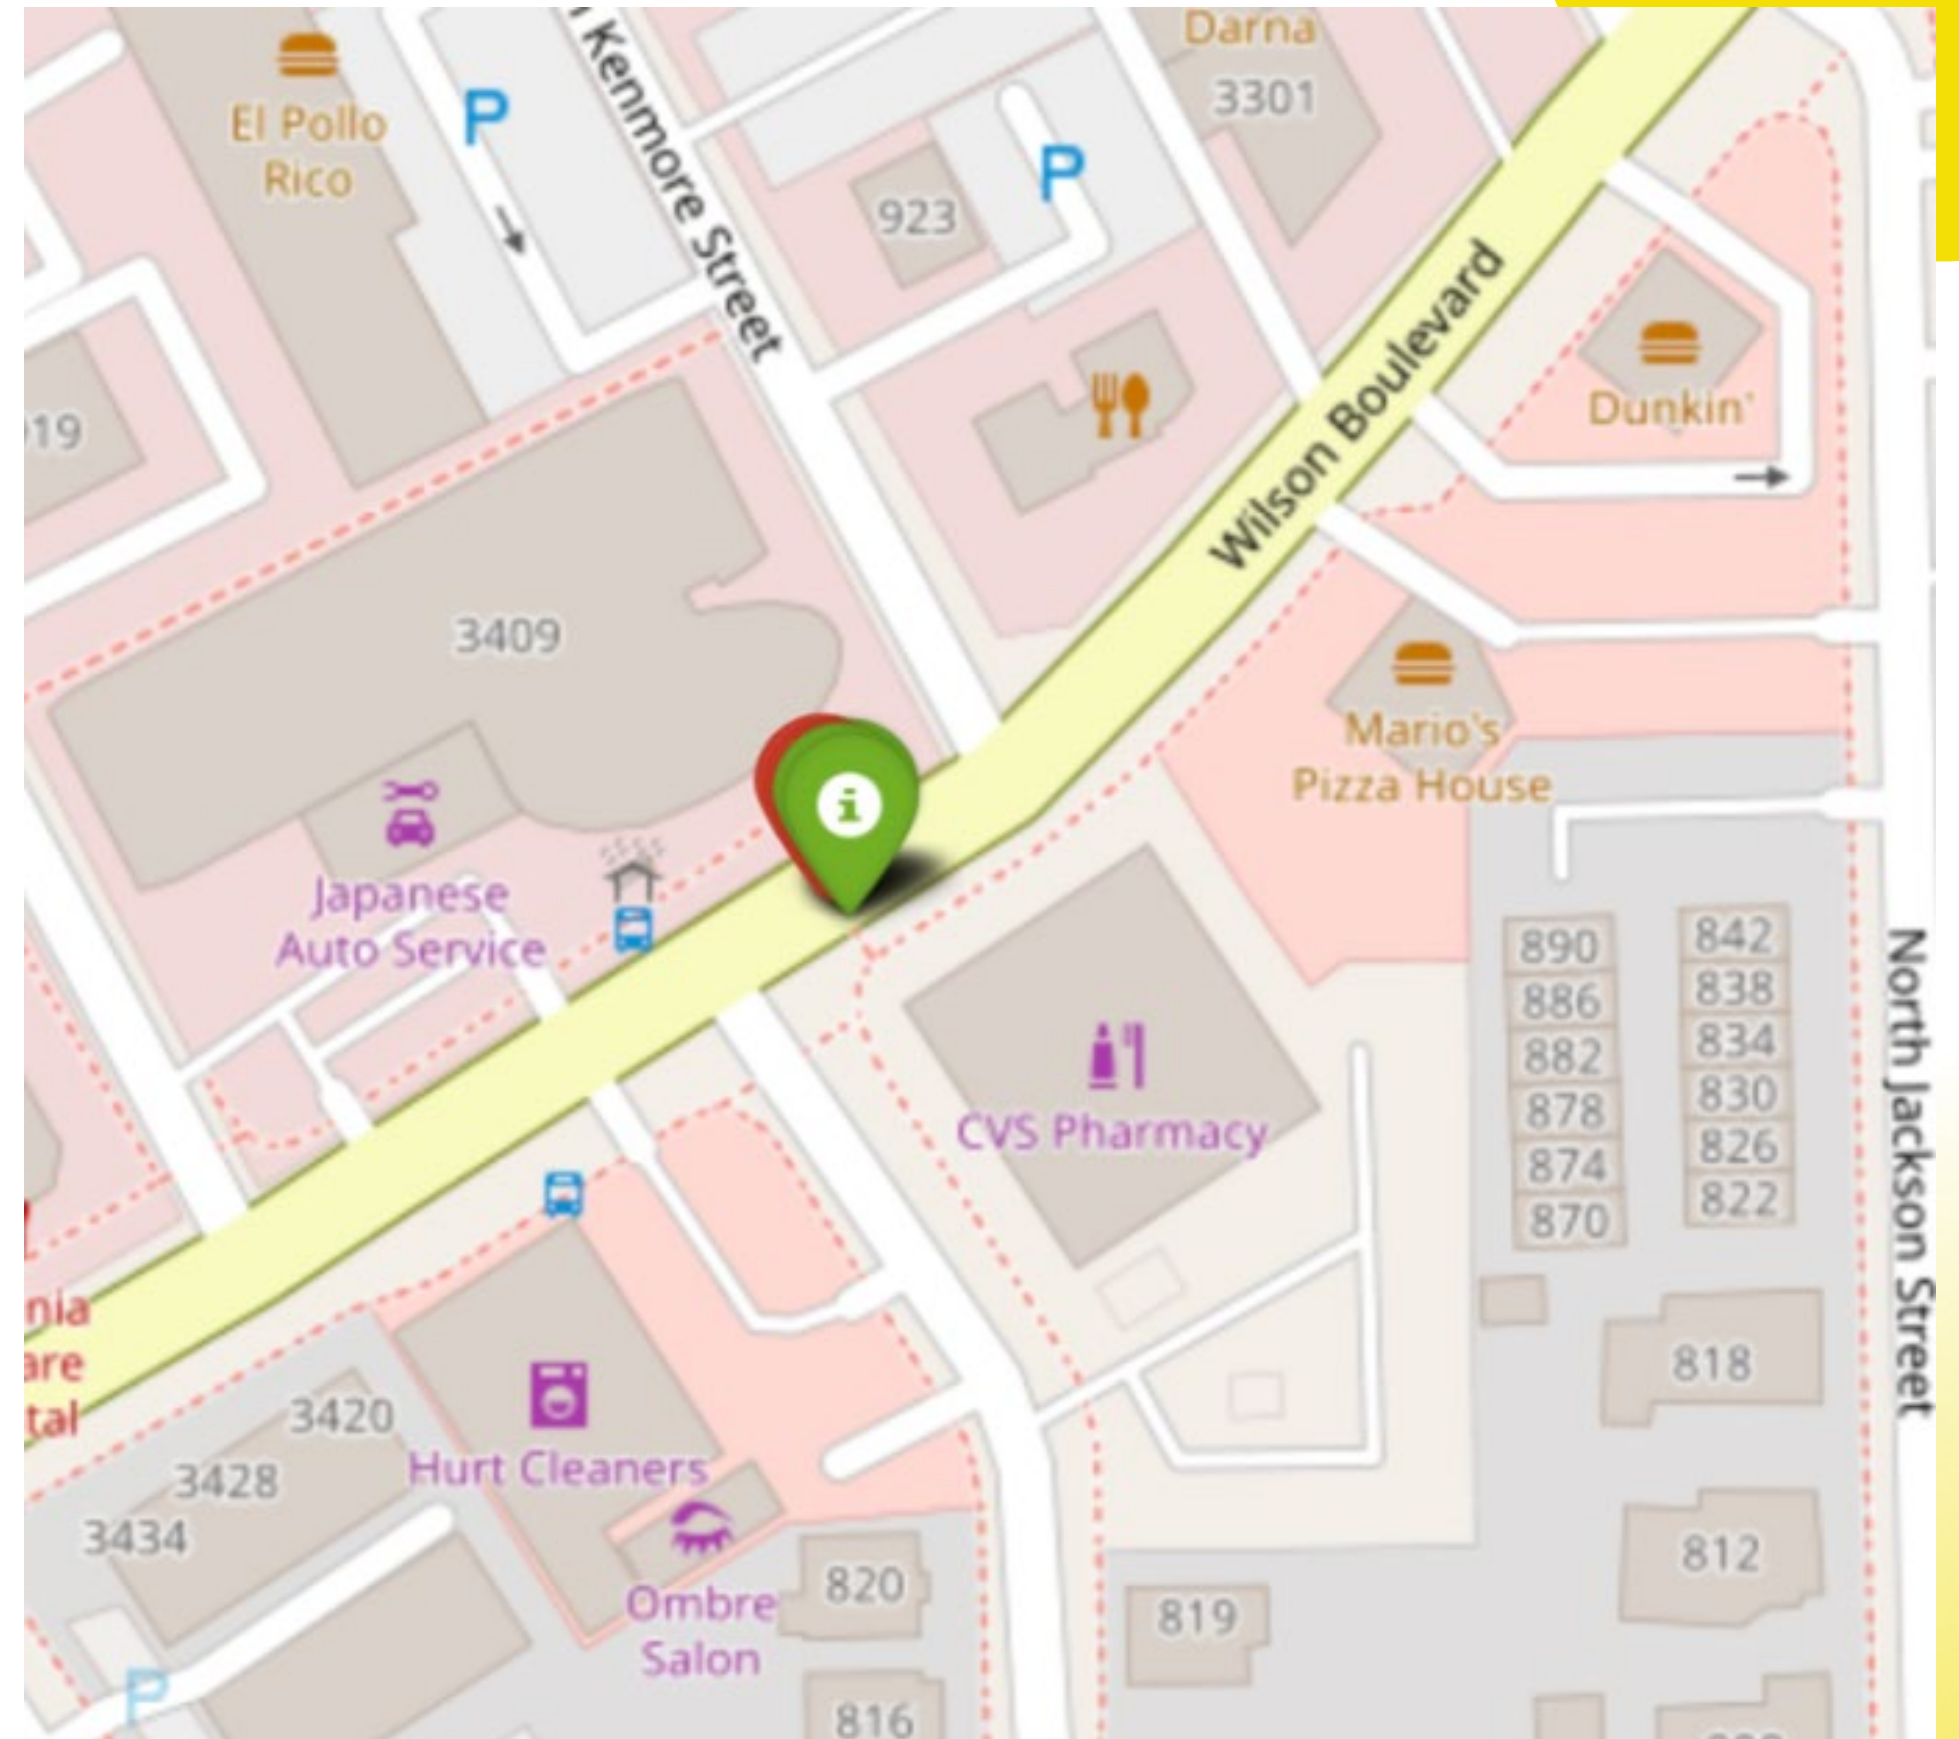 Darna
3301
El Pollo
Rico
P
Kenmore Street
P
923
Wilson Boulevard
Dunkin'
19
3409
Mario's
Pizza House
i
Japanese
Auto Service
CVS Pharmacy
890
886
882
878
874
870
842
838
834
830
826
822
North Jackson Street
818
nia
are
tal
3420
3428
3434
Hurt Cleaners
Ombre
Salon
820
819
812
816
P